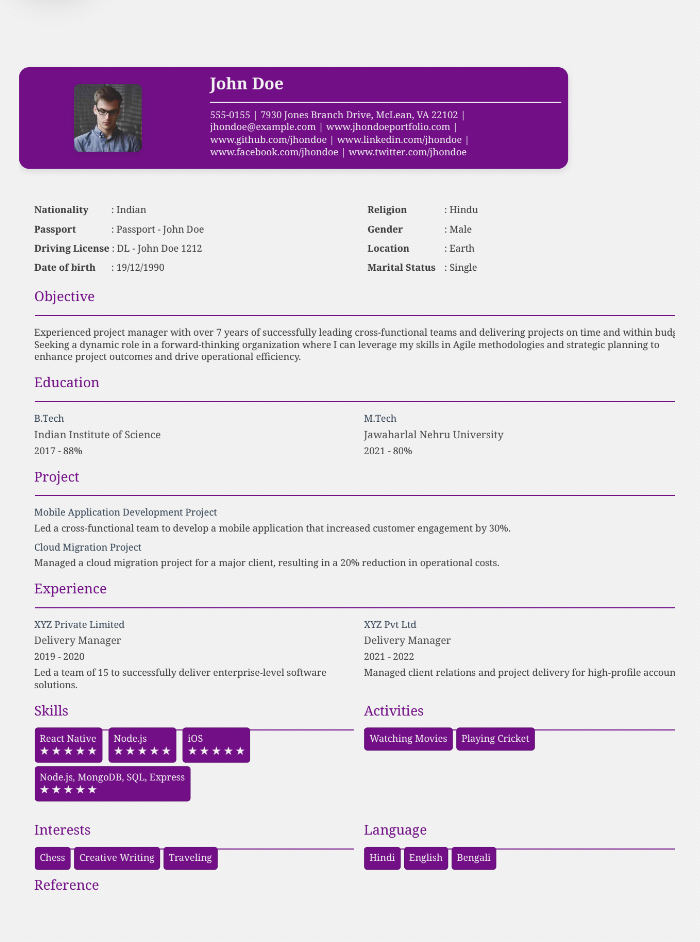 John Doe
555-0155 | 7930 Jones Branch Drive, McLean, VA 22102 |
jhondoe@example.com | www.jhondoeportfolio.com |
www.github.com/jhondoe | www.linkedin.com/jhondoe |
www.facebook.com/jhondoe | www.twitter.com/jhondoe
Nationality : Indian
Religion : Hindu
Passport : Passport - John Doe
Gender : Male
Driving License : DL - John Doe 1212
Location : Earth
Date of birth : 19/12/1990
Marital Status : Single
Objective
Experienced project manager with over 7 years of successfully leading cross-functional teams and delivering projects on time and within
Seeking a dynamic role in a forward-thinking organization where I can leverage my skills in Agile methodologies and strategic planning to
enhance project outcomes and drive operational efficiency.
Education
B.Tech
Indian Institute of Science
2017 - 88%
M.Tech
Jawaharlal Nehru University
2021 - 80%
Project
Mobile Application Development Project
Led a cross-functional team to develop a mobile application that increased customer engagement by 30%.
Cloud Migration Project
Managed a cloud migration project for a major client, resulting in a 20% reduction in operational costs.
Experience
XYZ Private Limited
Delivery Manager
2019 - 2020
Led a team of 15 to successfully deliver enterprise-level software
solutions.
XYZ Pvt Ltd
Delivery Manager
2021 - 2022
Managed client relations and project delivery for high-profile accoun
Skills
React Native
★★★★★
Node.js
★★★★★
iOS
★★★★★
Node.js, MongoDB, SQL, Express
★★★★★
Activities
Watching Movies
Playing Cricket
Interests
Chess
Creative Writing
Traveling
Language
Hindi
English
Bengali
Reference